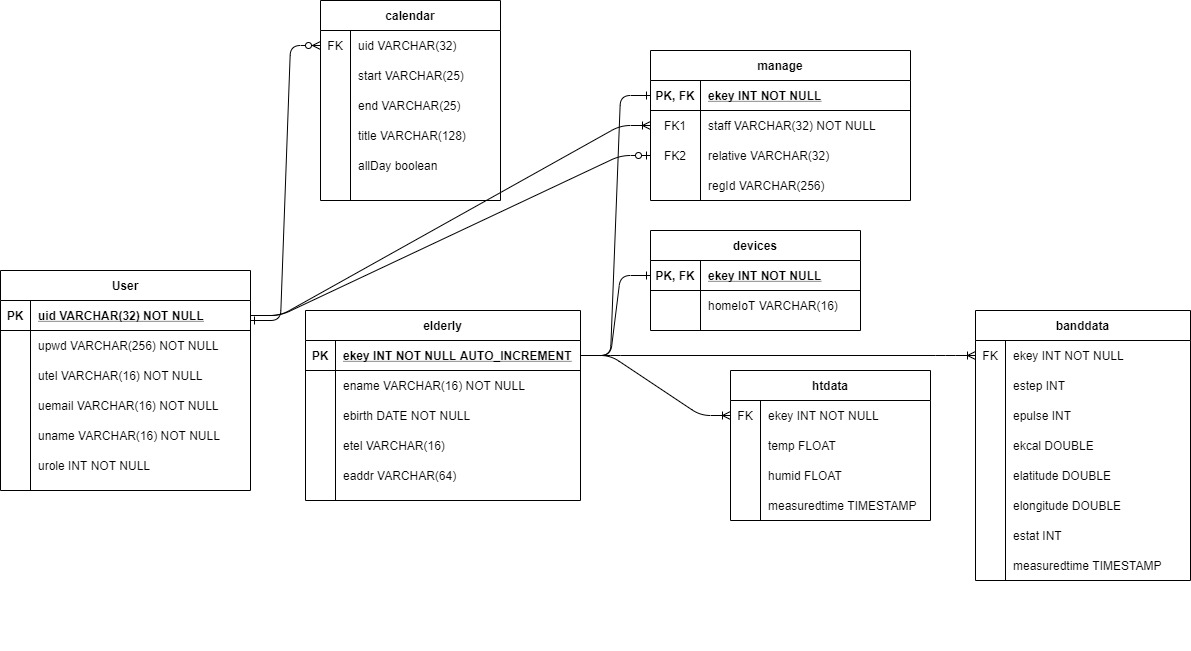 calendar
FK uid VARCHAR(32)
start VARCHAR(25)
end VARCHAR(25)
title VARCHAR(128)
allDay boolean
manage
PK, FK ekey INT NOT NULL
FK1 staff VARCHAR(32) NOT NULL
FK2 relative VARCHAR(32)
regId VARCHAR(256)
devices
PK, FK ekey INT NOT NULL
homeIoT VARCHAR(16)
User
PK uid VARCHAR(32) NOT NULL
upwd VARCHAR(256) NOT NULL
utel VARCHAR(16) NOT NULL
uemail VARCHAR(16) NOT NULL
uname VARCHAR(16) NOT NULL
urole INT NOT NULL
elderly
PK ekey INT NOT NULL AUTO_INCREMENT
ename VARCHAR(16) NOT NULL
ebirth DATE NOT NULL
etel VARCHAR(16)
eaddr VARCHAR(64)
htdata
FK ekey INT NOT NULL
temp FLOAT
humid FLOAT
measuredtime TIMESTAMP
banddata
FK ekey INT NOT NULL
estep INT
epulse INT
ekcal DOUBLE
elatitude DOUBLE
elongitude DOUBLE
estat INT
measuredtime TIMESTAMP